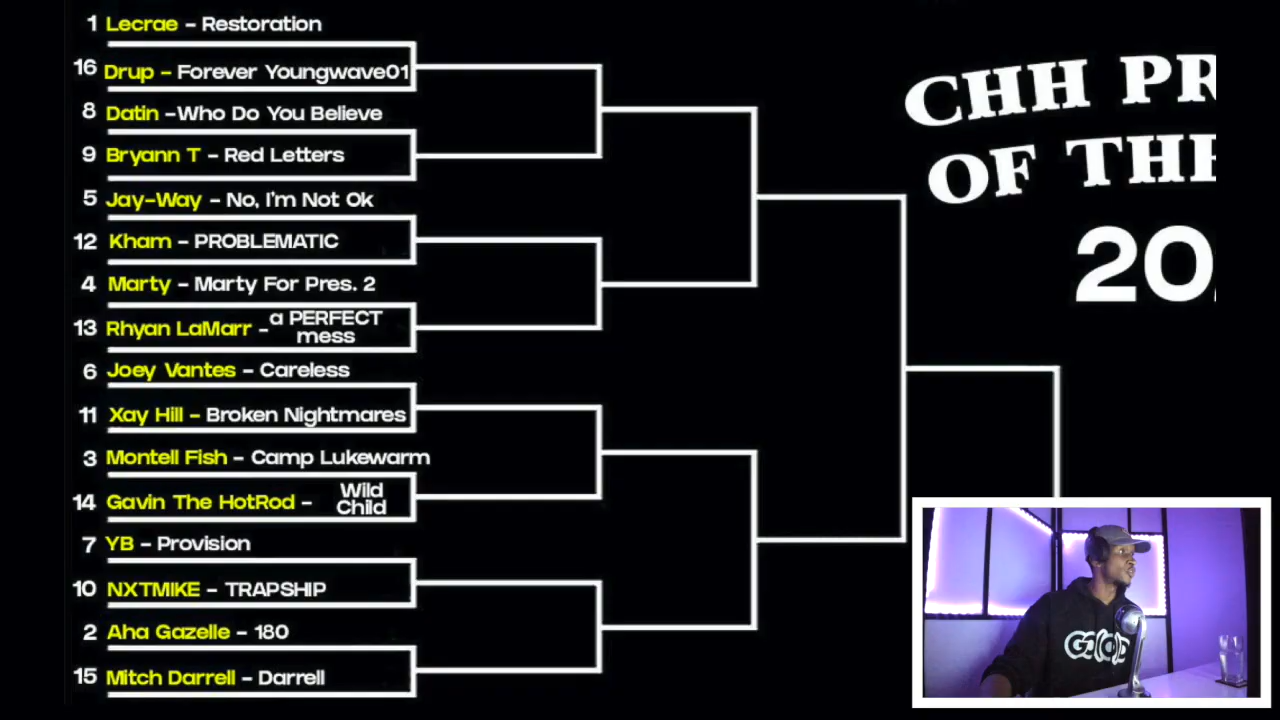 1 Lecrae - Restoration
16 Drup - Forever Youngwave01
8 Datin -Who Do You Believe
9 Bryann T - Red Letters
5 Jay-Way - No, I'm Not Ok
12 Kham - PROBLEMATIC
4 Marty - Marty For Pres. 2
13 Rhyan LaMarr - a PERFECT
mess
6 Joey Vantes - Careless
11 Xay Hill - Broken Nightmares
3 Montell Fish - Camp Lukewarm
14 Gavin The HotRod - Wild
Child
7 YB - Provision
10 NXTMIKE - TRAPSHIP
2 Aha Gazelle - 180
15 Mitch Darrell - Darrell
CHH PR
OF THE
20